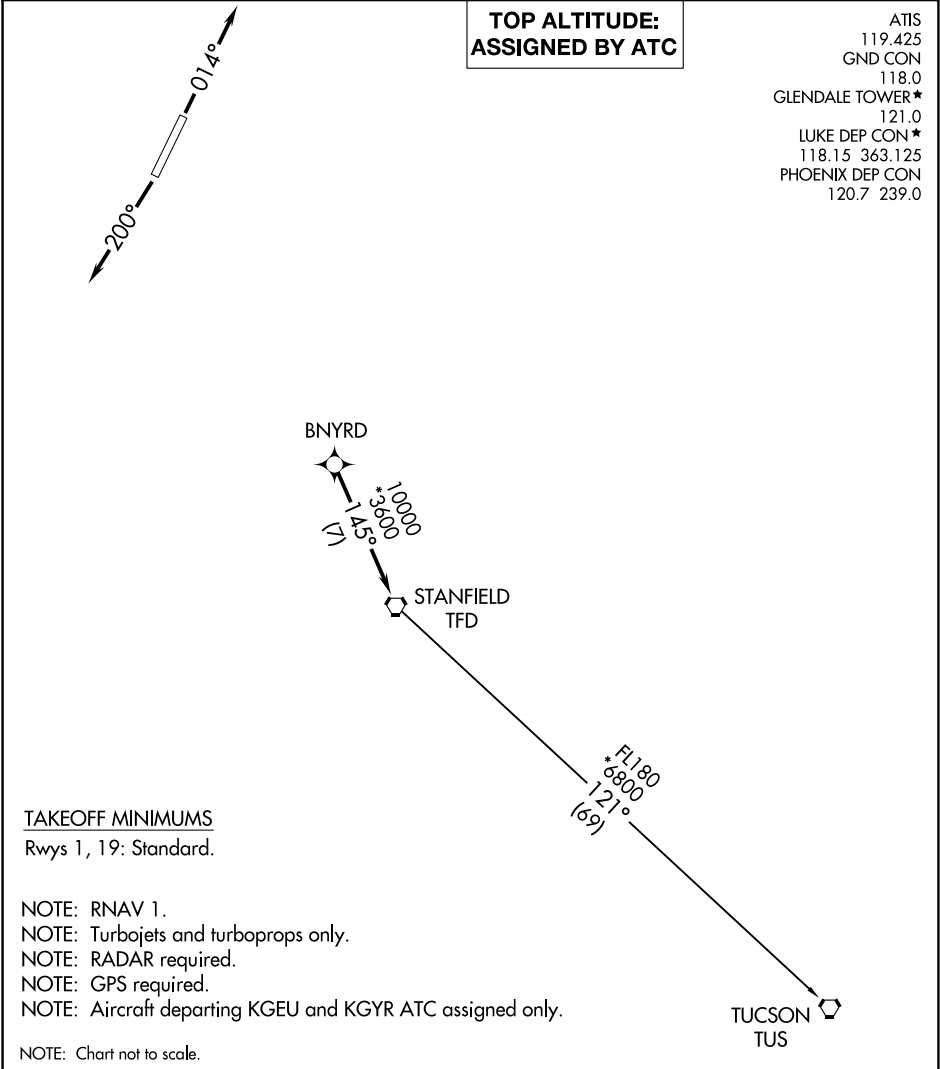 TOP ALTITUDE:
ASSIGNED BY ATC
ATIS
119.425
GND CON
118.0
GLENDALE TOWER★
121.0
LUKE DEP CON★
118.15 363.125
PHOENIX DEP CON
120.7 239.0
014°
200°
BNYRD
10000
*3600
145°
(7)
STANFIELD
TFD
FL180
*6800
121°
(69)
TUCSON
TUS
TAKEOFF MINIMUMS
Rwys 1, 19: Standard.
NOTE: RNAV 1.
NOTE: Turbojets and turboprops only.
NOTE: RADAR required.
NOTE: GPS required.
NOTE: Aircraft departing KGEU and KGYR ATC assigned only.
NOTE: Chart not to scale.